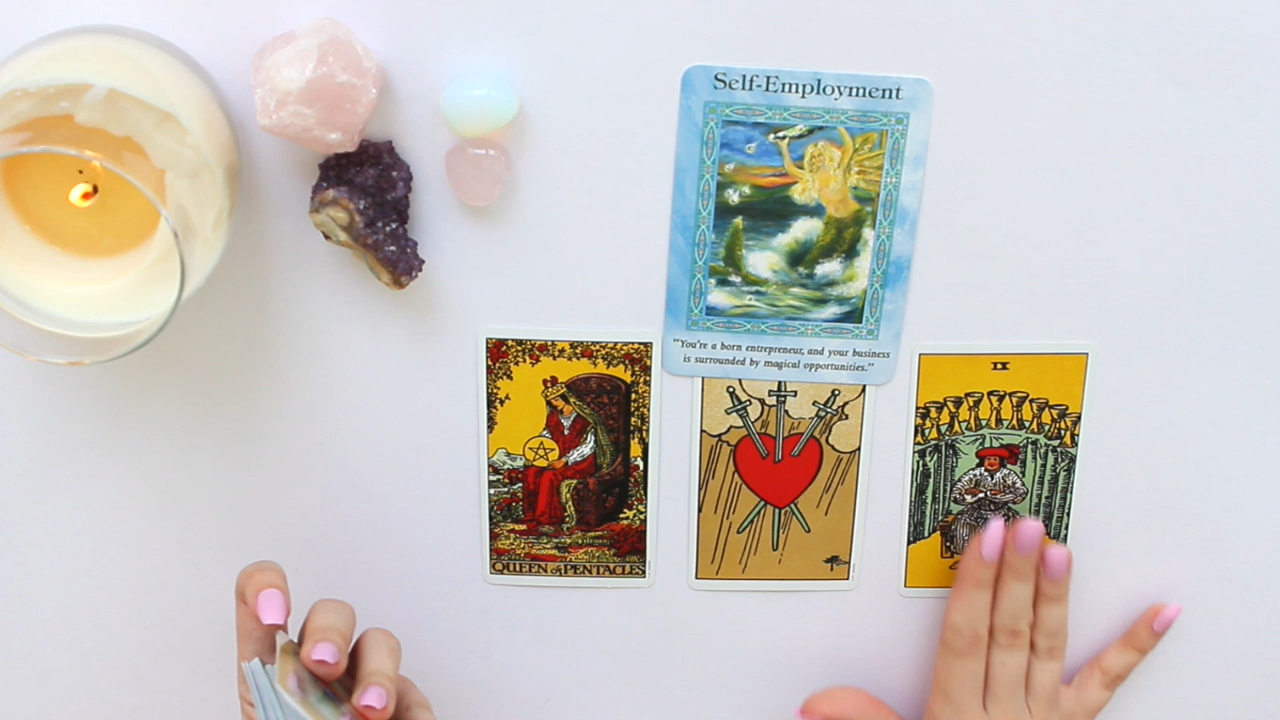 Self-Employment
"You're a born entrepreneur, and your business
is surrounded by magical opportunities."
IX
QUEEN of PENTACLES